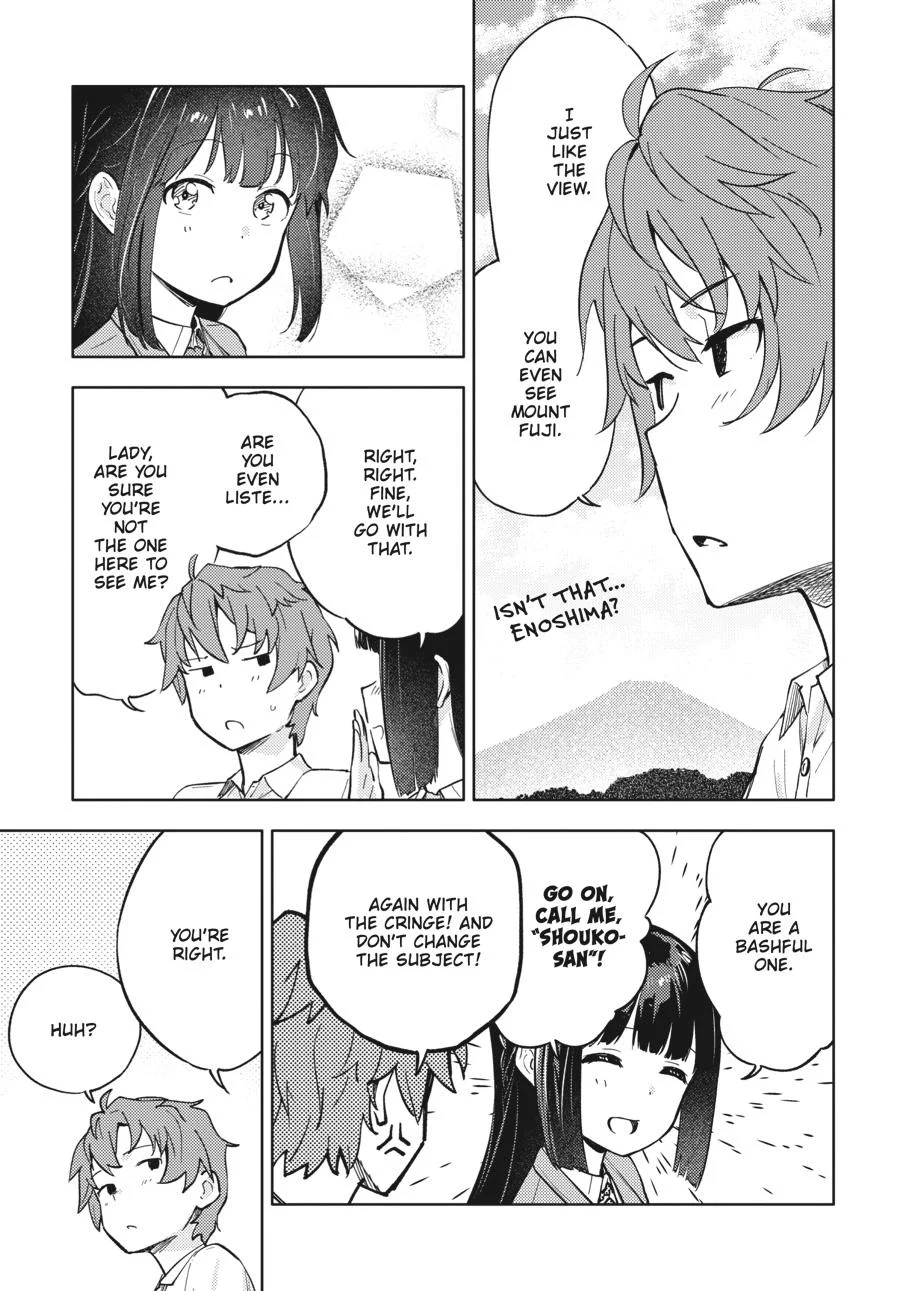 I
JUST
LIKE
THE
VIEW.
YOU
CAN
EVEN
SEE
MOUNT
FUJI.
ISN'T THAT...
ENOSHIMA?
RIGHT,
RIGHT.
FINE,
WE'LL
GO WITH
THAT.
ARE
YOU
EVEN
LISTE...
LADY,
ARE YOU
SURE
YOU'RE
NOT
THE ONE
HERE TO
SEE ME?
YOU
ARE A
BASHFUL
ONE.
GO ON,
CALL ME,
"SHOUKO-
SAN"!
AGAIN WITH
THE CRINGE! AND
DON'T CHANGE
THE SUBJECT!
YOU'RE
RIGHT.
HUH?